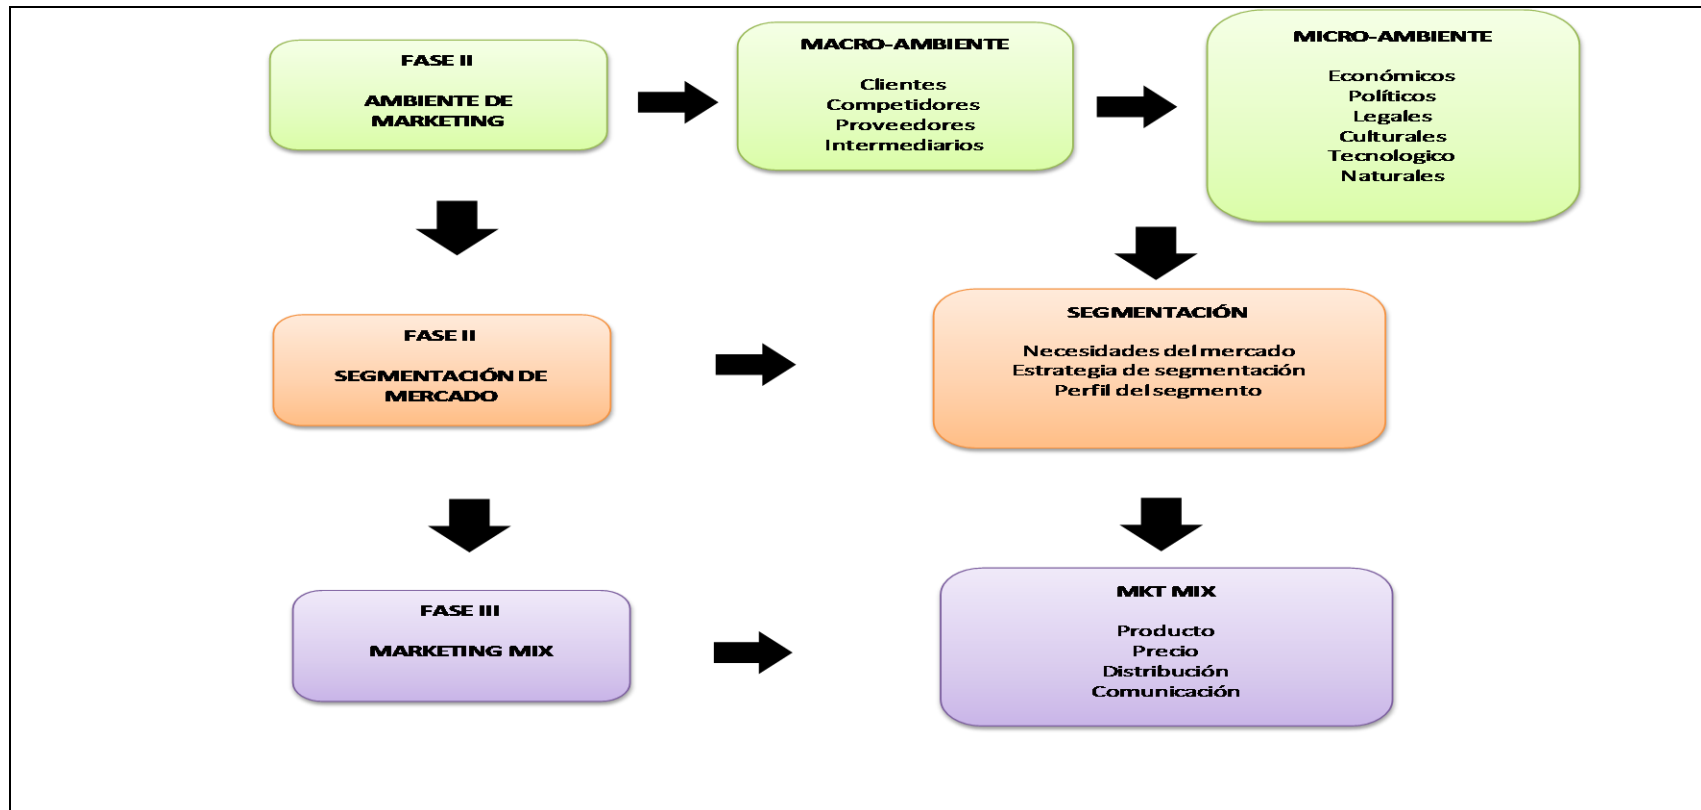 FASE II
AMBIENTE DE
MARKETING
MACRO-AMBIENTE
Clientes
Competidores
Proveedores
Intermediarios
MICRO-AMBIENTE
Económicos
Políticos
Legales
Culturales
Tecnologico
Naturales
FASE II
SEGMENTACIÓN DE
MERCADO
SEGMENTACIÓN
Necesidades del mercado
Estrategia de segmentación
Perfil del segmento
FASE III
MARKETING MIX
MKT MIX
Producto
Precio
Distribución
Comunicación